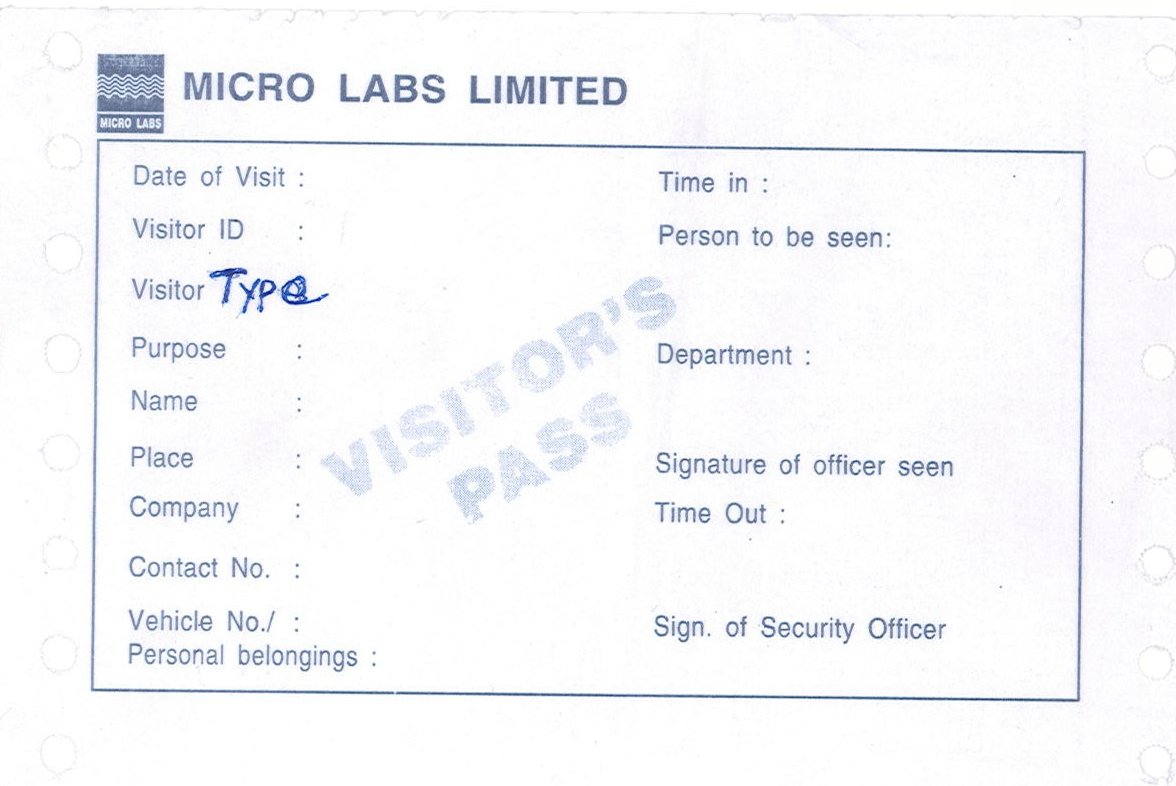 MICRO LABS
MICRO LABS LIMITED
Date of Visit :
Time in :
Visitor ID :
Person to be seen:
Visitor Type
Purpose :
Department :
Name :
Place :
Signature of officer seen
Company :
Time Out :
Contact No. :
Vehicle No./ :
Sign. of Security Officer
Personal belongings :
VISITOR'S
PASS